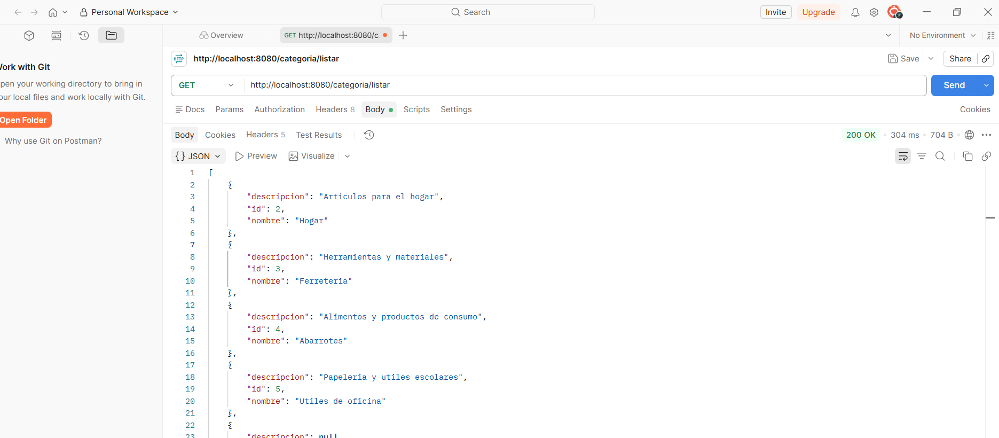 Personal Workspace
Search
Invite
Upgrade
F
Overview
GET http://localhost:8080/c
No Environment
HTTP
http://localhost:8080/categoria/listar
Save
Share
ork with Git
pen your working directory to bring in
our local files and work locally with Git.
Open Folder
Why use Git on Postman?
GET
http://localhost:8080/categoria/listar
Send
Docs
Params
Authorization
Headers 8
Body
Scripts
Settings
Cookies
Body
Cookies
Headers 5
Test Results
200 OK
304 ms
704 B
{} JSON
Preview
Visualize
1 [
2 {
3 "descripcion": "Articulos para el hogar",
4 "id": 2,
5 "nombre": "Hogar"
6 },
7 {
8 "descripcion": "Herramientas y materiales",
9 "id": 3,
10 "nombre": "Ferreteria"
11 },
12 {
13 "descripcion": "Alimentos y productos de consumo",
14 "id": 4,
15 "nombre": "Abarrotes"
16 },
17 {
18 "descripcion": "Papeleria y utiles escolares",
19 "id": 5,
20 "nombre": "Utiles de oficina"
21 },
22 {
23 "descripcion": null